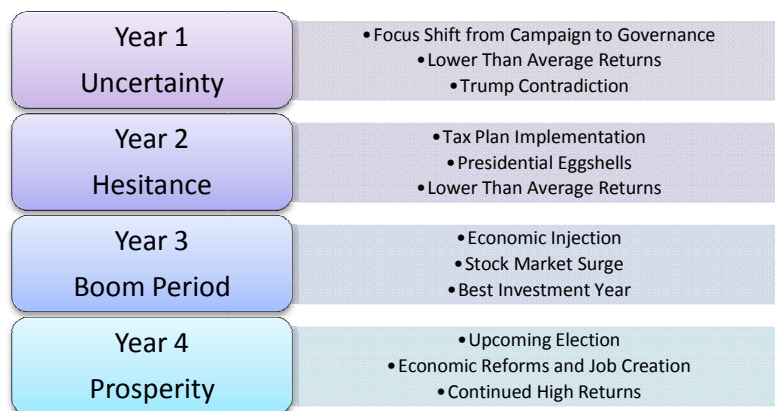 Year 1
Uncertainty
•Focus Shift from Campaign to Governance
•Lower Than Average Returns
•Trump Contradiction
Year 2
Hesitance
•Tax Plan Implementation
•Presidential Eggshells
•Lower Than Average Returns
Year 3
Boom Period
•Economic Injection
•Stock Market Surge
•Best Investment Year
Year 4
Prosperity
•Upcoming Election
•Economic Reforms and Job Creation
•Continued High Returns